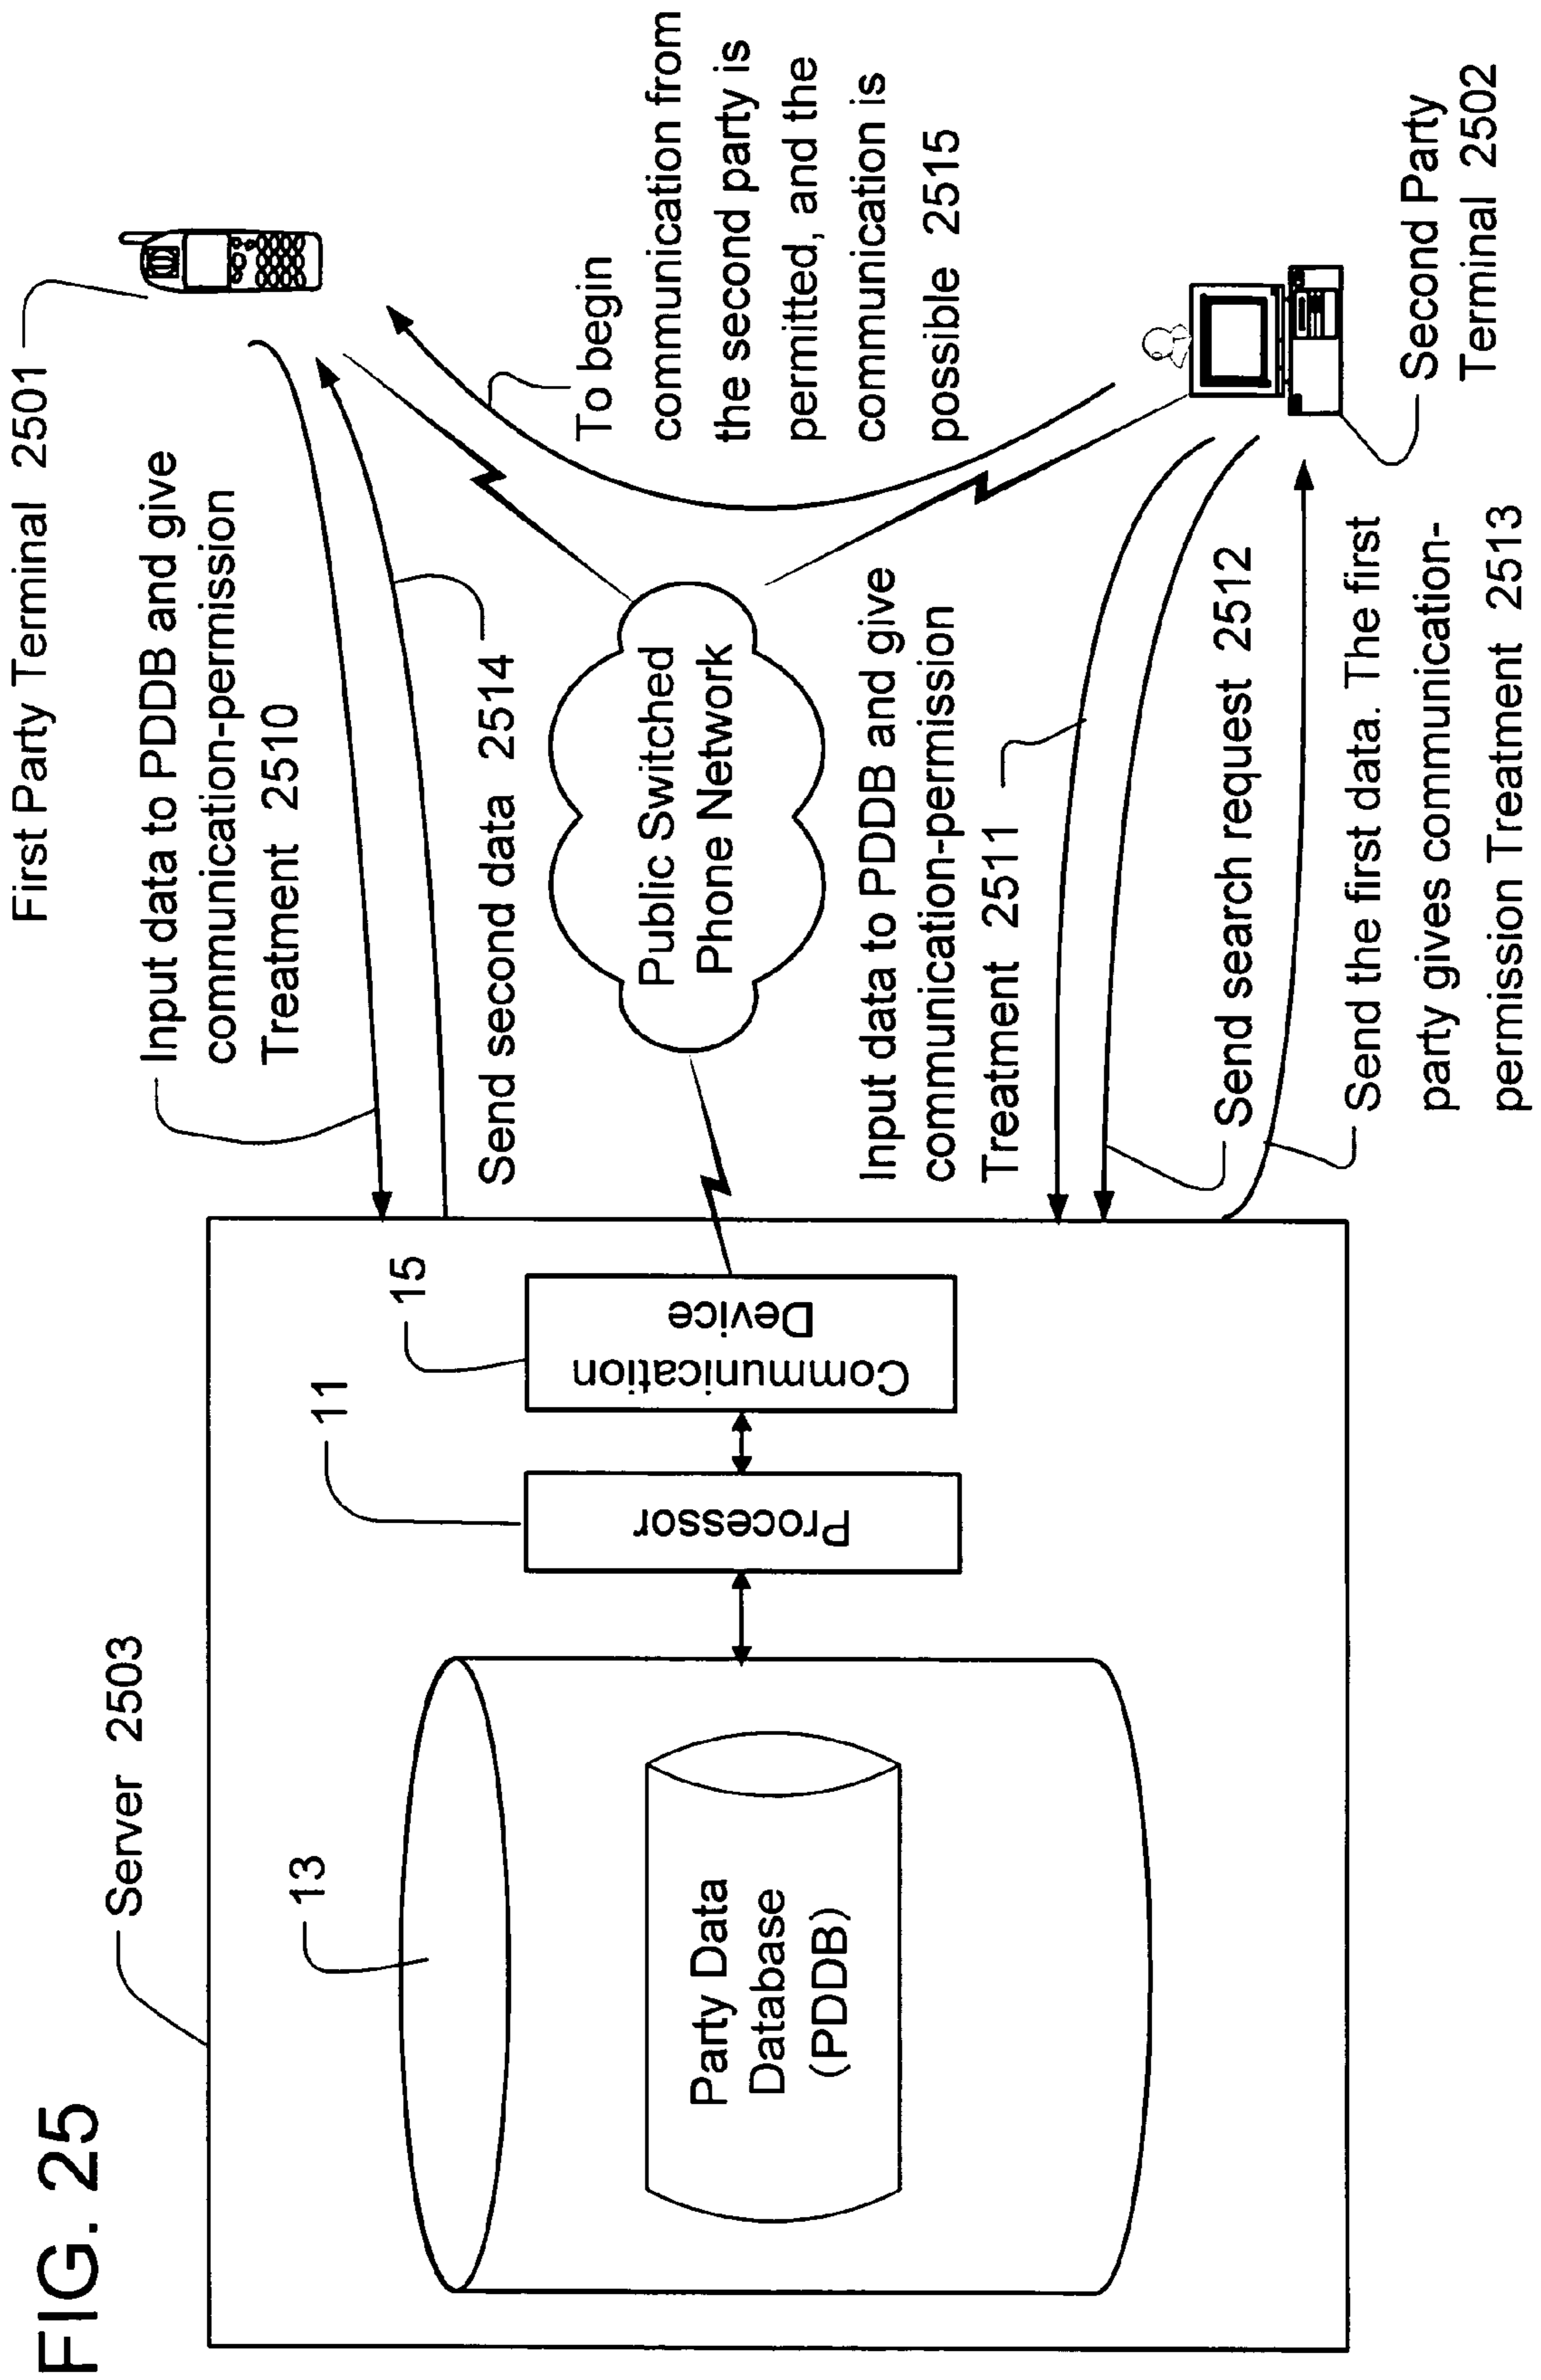 FIG. 25
Server 2503
13
Party Data
Database
(PDDB)
11
Processor
15
Communication
Device
First Party Terminal 2501
Input data to PDDB and give
communication-permission
Treatment 2510
Send second data 2514
Public Switched
Phone Network
To begin
communication from
the second party is
permitted, and the
communication is
possible 2515
Input data to PDDB and give
communication-permission
Treatment 2511
Send search request 2512
Send the first data. The first
party gives communication-
permission Treatment 2513
Second Party
Terminal 2502